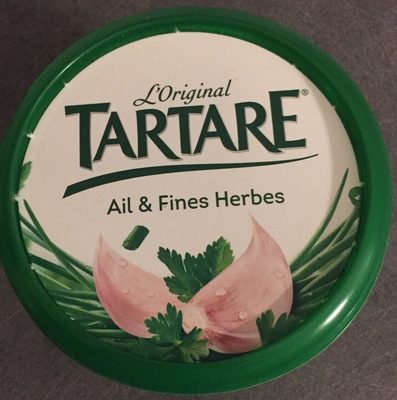 L'Original
TARTARE®
Ail & Fines Herbes